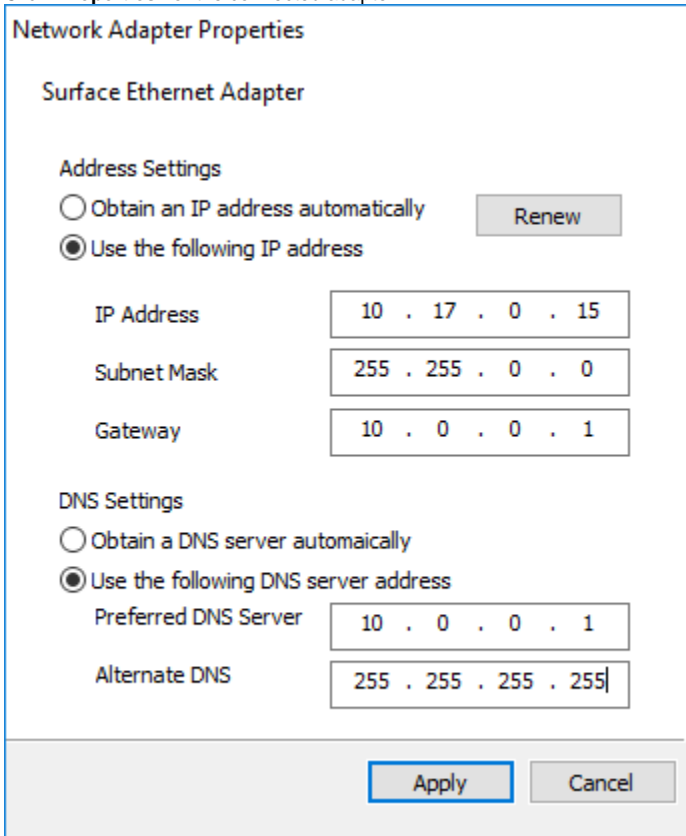 Network Adapter Properties
Surface Ethernet Adapter
Address Settings
Obtain an IP address automatically
Renew
Use the following IP address
IP Address 10 . 17 . 0 . 15
Subnet Mask 255 . 255 . 0 . 0
Gateway 10 . 0 . 0 . 1
DNS Settings
Obtain a DNS server automaically
Use the following DNS server address
Preferred DNS Server 10 . 0 . 0 . 1
Alternate DNS 255 . 255 . 255 . 255
Apply Cancel